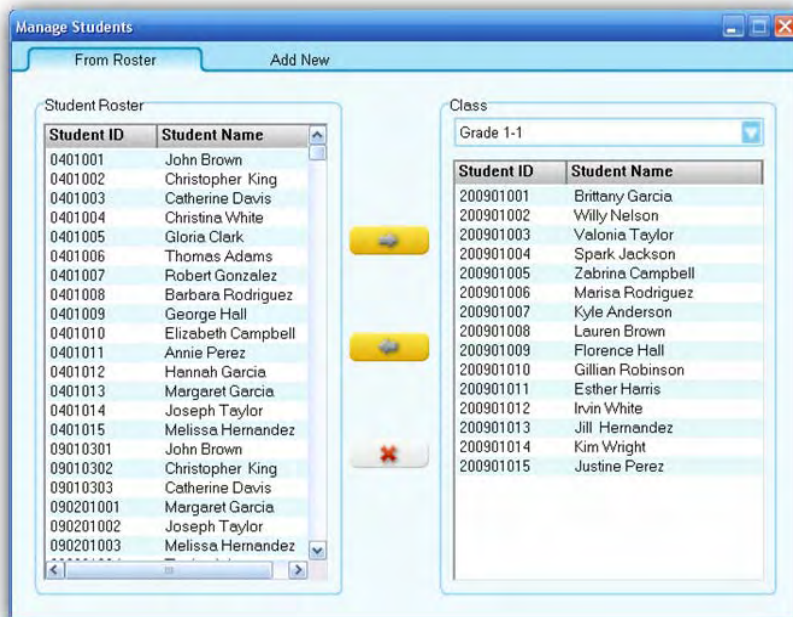 Manage Students
From Roster Add New
Student Roster
Student ID Student Name
0401001 John Brown
0401002 Christopher King
0401003 Catherine Davis
0401004 Christina White
0401005 Gloria Clark
0401006 Thomas Adams
0401007 Robert Gonzalez
0401008 Barbara Rodriguez
0401009 George Hall
0401010 Elizabeth Campbell
0401011 Annie Perez
0401012 Hannah Garcia
0401013 Margaret Garcia
0401014 Joseph Taylor
0401015 Melissa Hernandez
09010301 John Brown
09010302 Christopher King
09010303 Catherine Davis
090201001 Margaret Garcia
090201002 Joseph Taylor
090201003 Melissa Hernandez
Class
Grade 1-1
Student ID Student Name
200901001 Brittany Garcia
200901002 Willy Nelson
200901003 Valonia Taylor
200901004 Spark Jackson
200901005 Zabrina Campbell
200901006 Marisa Rodriguez
200901007 Kyle Anderson
200901008 Lauren Brown
200901009 Florence Hall
200901010 Gillian Robinson
200901011 Esther Harris
200901012 Irvin White
200901013 Jill Hernandez
200901014 Kim Wright
200901015 Justine Perez